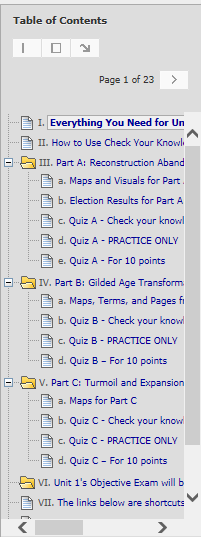 Table of Contents
Page 1 of 23
I. Everything You Need for Un
II. How to Use Check Your Knowle
III. Part A: Reconstruction Aband
a. Maps and Visuals for Part A
b. Election Results for Part A
c. Quiz A - Check your knowl
d. Quiz A - PRACTICE ONLY
e. Quiz A - For 10 points
IV. Part B: Gilded Age Transforma
a. Maps, Terms, and Pages fr
b. Quiz B - Check your knowl
c. Quiz B - PRACTICE ONLY
d. Quiz B – For 10 points
V. Part C: Turmoil and Expansion
a. Maps for Part C
b. Quiz C - Check your knowl
c. Quiz C - PRACTICE ONLY
d. Quiz C – For 10 points
VI. Unit 1's Objective Exam will b
VII. The links below are shortcuts